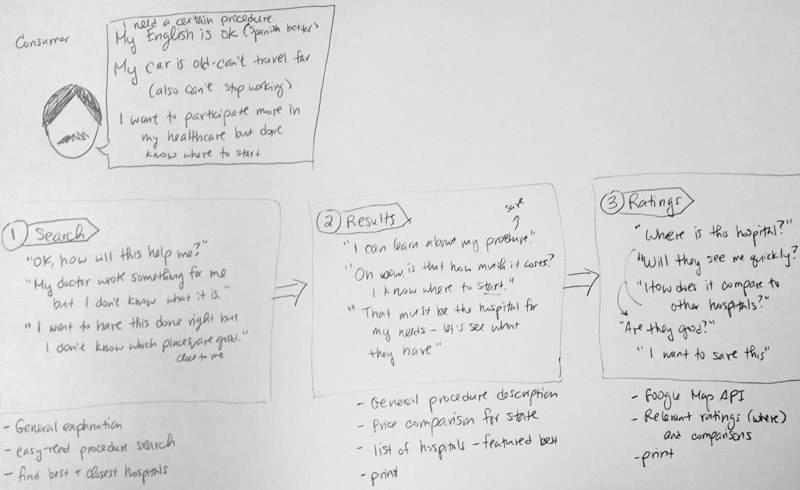 Consumer
I need a certain procedure.
My English is OK (Spanish better)
My car is old-can't travel far
(also can't stop working)
I want to participate more in
my healthcare but don't
know where to start
1 Search
"OK, how will this help me?"
"My doctor wrote something for me
but I don't know what it is."
"I want to have this done right but
I don't know which places are good."
close to me
- General explanation
- easy-read procedure search
- find best + closest hospitals
2 Results
save
"I can learn about my procedure."
"Oh wow, is that how much it costs?
I know where to start."
"That must be the hospital for
my needs - let's see what
they have"
- General procedure description
- Price comparison for state
- list of hospitals - featured best
- print
3 Ratings
"Where is this hospital?"
"Will they see me quickly?
"How does it compare to
other hospitals?"
"Are they good?"
"I want to save this"
- Google Map API
- Relevant ratings (where)
and comparisons
- print